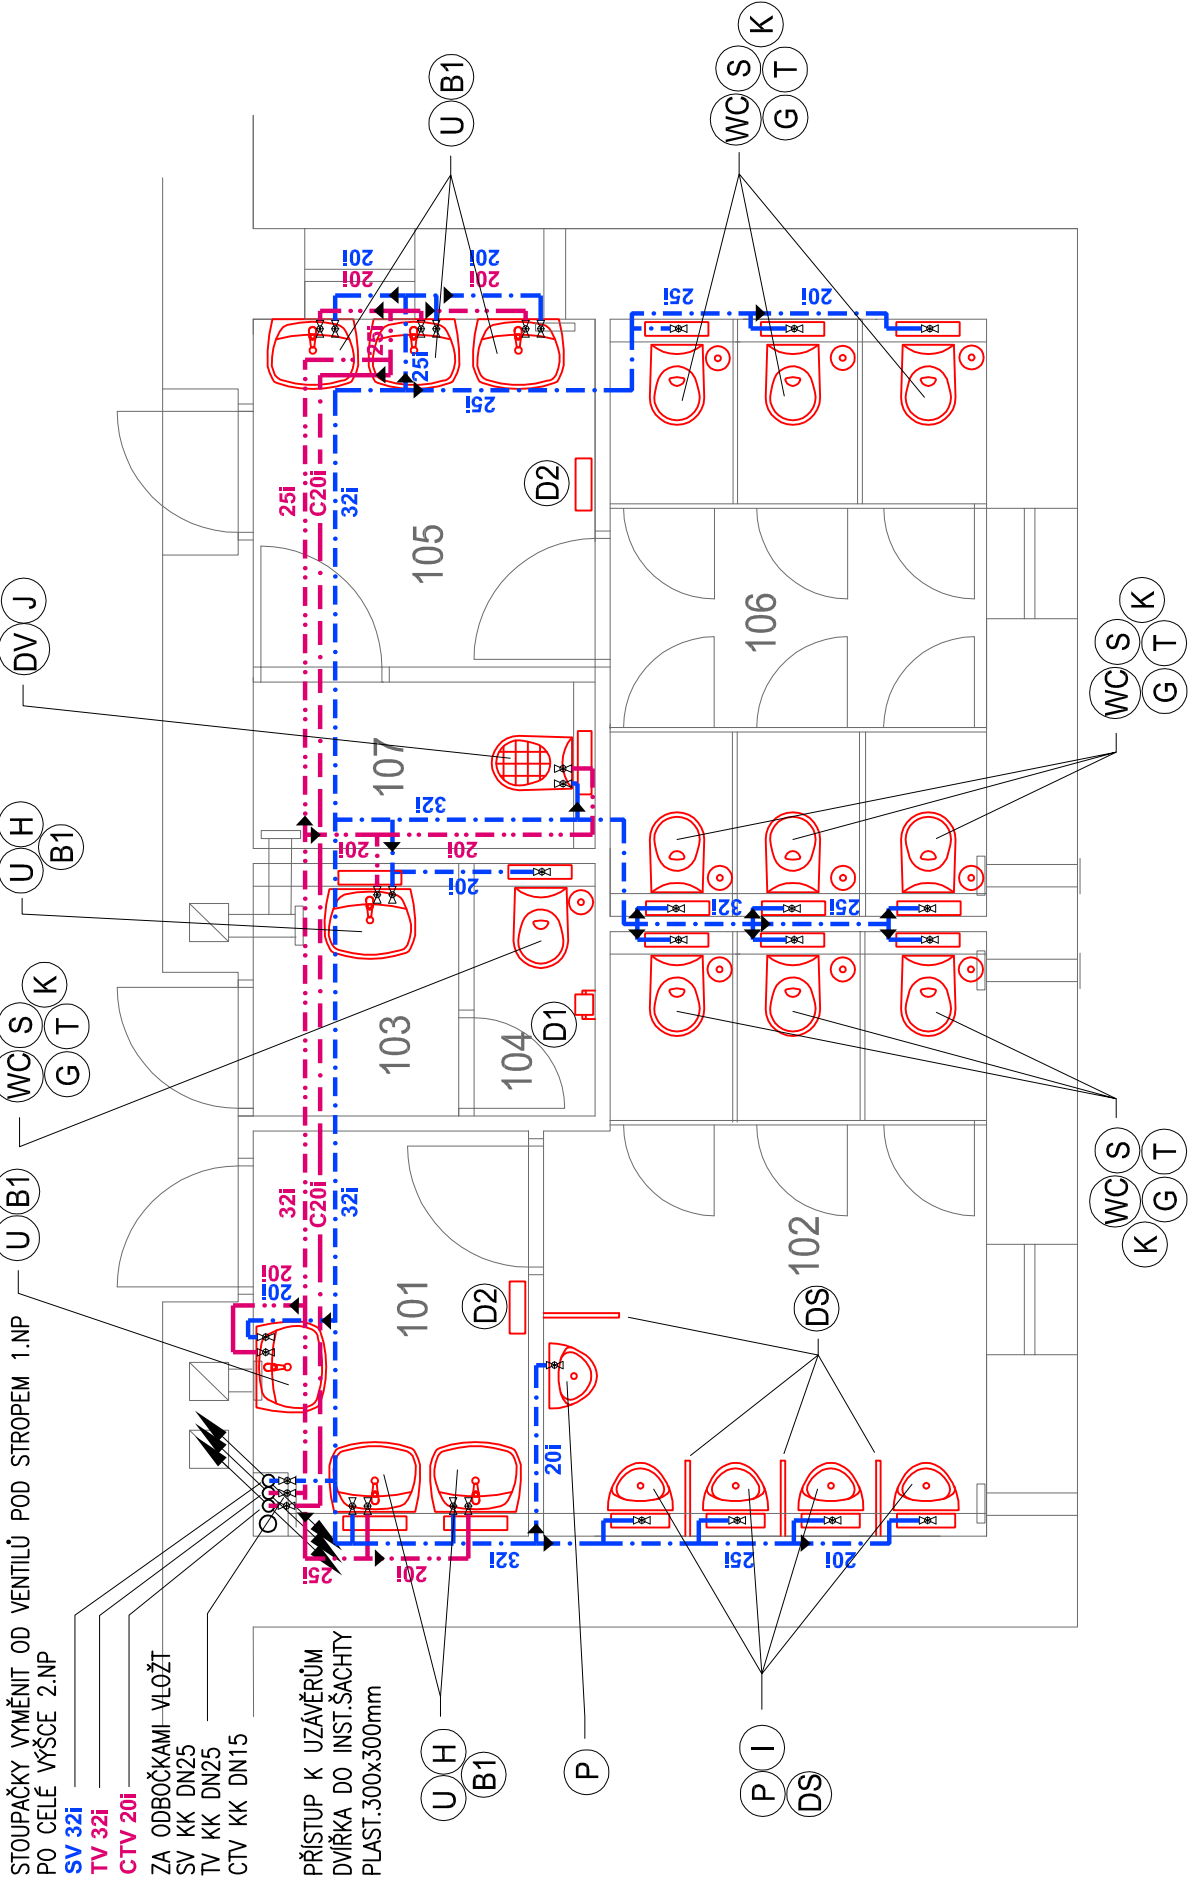 STOUPAČKY VYMĚNIT OD VENTILŮ POD STROPEM 1.NP
PO CELÉ VÝŠCE 2.NP
SV 32i
TV 32i
CTV 20i
ZA ODBOČKAMI VLOŽT
SV KK DN25
TV KK DN25
CTV KK DN15
PŘÍSTUP K UZÁVĚRŮM
DVÍŘKA DO INST.ŠACHTY
PLAST.300x300mm
U B1
WC S K
G T
U H
B1
DV J
U B1
WC S K
G T
20i
20i
20i
20i
25i
25i
25i
25i
20i
25i
C20i
32i
105
D2
106
107
32i
20i
20i
20i
103
104
D1
32i
25i
WC S K
G T
WC S
G T
K
32i
C20i
32i
20i
20i
101
D2
102
DS
20i
25i
20i
32i
25i
20i
U H
B1
P
P I
DS